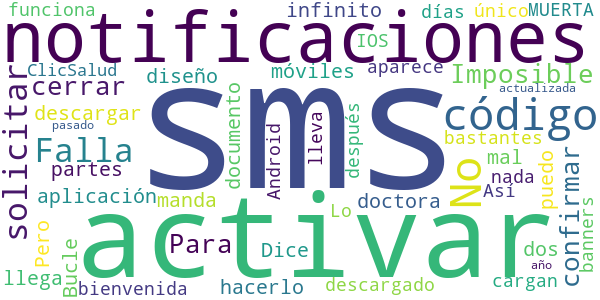 funciona infinito días único MUERTA
notificaciones
IOS
ClicSalud diseño móviles aparece Imposible
cerrar actualizada
solicitar descargar sms código
pasado documento Android lleva después bastantes
Falla No confirmar
partes mal
nada puedo
aplicación manda activar doctora Así
Pero Para Lo banners
Bucle Dice dos
llega bienvenida hacerlo descargado cargan año